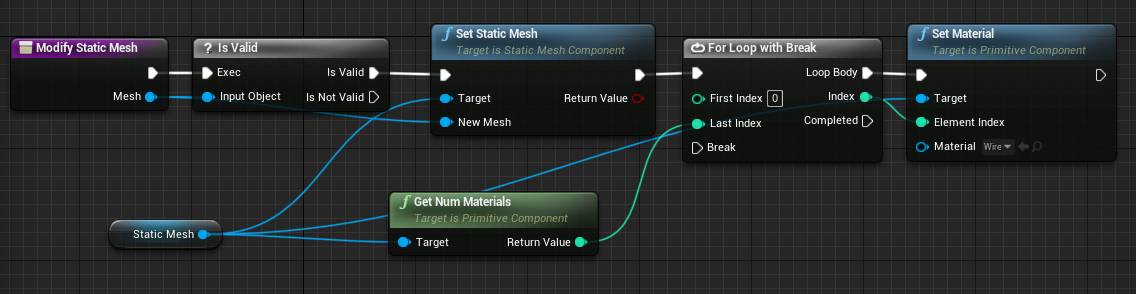 Modify Static Mesh
Mesh
? Is Valid
Exec
Is Valid
Input Object
Is Not Valid
f Set Static Mesh
Target is Static Mesh Component
Target
Return Value
New Mesh
For Loop with Break
Loop Body
First Index 0
Index
Last Index
Completed
Break
f Set Material
Target is Primitive Component
Target
Element Index
Material Wire
Static Mesh
f Get Num Materials
Target is Primitive Component
Target
Return Value